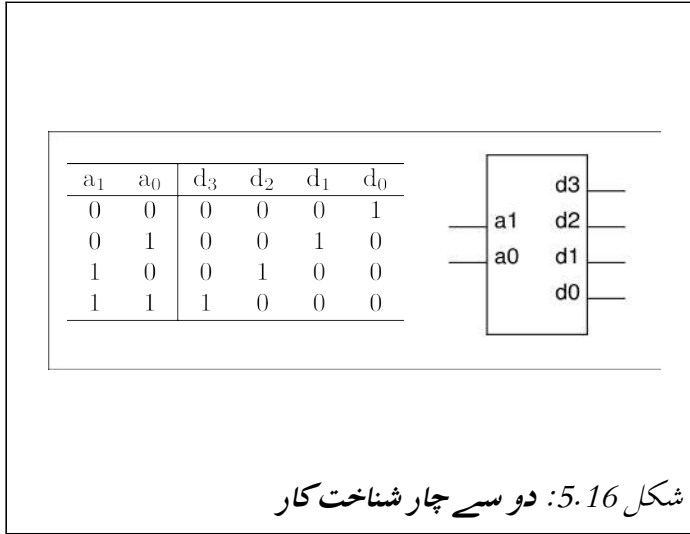 a₁ a₀ d₃ d₂ d₁ d₀
0 0 0 0 0 1
0 1 0 0 1 0
1 0 0 1 0 0
1 1 1 0 0 0
d3
a1 d2
a0 d1
d0
شکل 5.16: دو سے چار شناخت کار